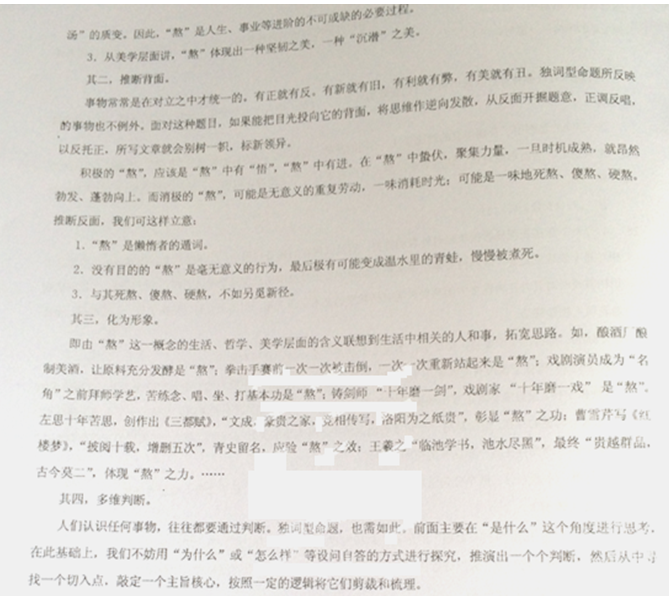 汤”的质变。因此，“熬”是人生、事业等进阶的不可或缺的必要过程。
3．从美学层面讲，“熬”体现出一种坚韧之美，一种“沉潜”之美。
其二，推断背面。
事物常常是在对立之中才统一的，有正就有反。有新就有旧，有利就有弊，有美就有丑。独词型命题所反映
的事物也不例外。面对这种题目，如果能把目光投向它的背面，将思维作逆向发散，从反面开掘题意，正调反唱，
以反托正，所写文章就会别树一帜，标新领异。
积极的“熬”，应该是“熬”中有“悟”，“熬”中有进。在“熬”中蛰伏，聚集力量，一旦时机成熟，就昂然
勃发、蓬勃向上。而消极的“熬”，可能是无意义的重复劳动，一味消耗时光；可能是一味地死熬、傻熬、硬熬。
推断反面，我们可这样立意：
1．“熬”是懒惰者的遁词。
2．没有目的的“熬”是毫无意义的行为，最后极有可能变成温水里的青蛙，慢慢被煮死。
3．与其死熬、傻熬、硬熬，不如另觅新径。
其三，化为形象。
即由“熬”这一概念的生活、哲学、美学层面的含义联想到生活中相关的人和事，拓宽思路。如，酿酒厂酿
制美酒，让原料充分发酵是“熬”；拳击手赛前一次一次被击倒，一次一次重新站起来是“熬”；戏剧演员成为“名
角”之前拜师学艺，苦练念、唱、坐、打基本功是“熬”；铸剑师“十年磨一剑”，戏剧家“十年磨一戏”是“熬”。
左思十年苦思，创作出《三都赋》，“文成，豪贵之家，竞相传写，洛阳为之纸贵”，彰显“熬”之功；曹雪芹写《红
楼梦》，“披阅十载，增删五次”，青史留名，应验“熬”之效；王羲之“临池学书，池水尽黑”，最终“贵越群品，
古今莫二”，体现“熬”之力。……
其四，多维判断。
人们认识任何事物，往往都要通过判断。独词型命题，也需如此。前面主要在“是什么”这个角度进行思考，
在此基础上，我们不妨用“为什么”或“怎么样”等设问自答的方式进行探究，推演出一个个判断，然后从中寻
找一个切入点，敲定一个主旨核心，按照一定的逻辑将它们剪裁和梳理。